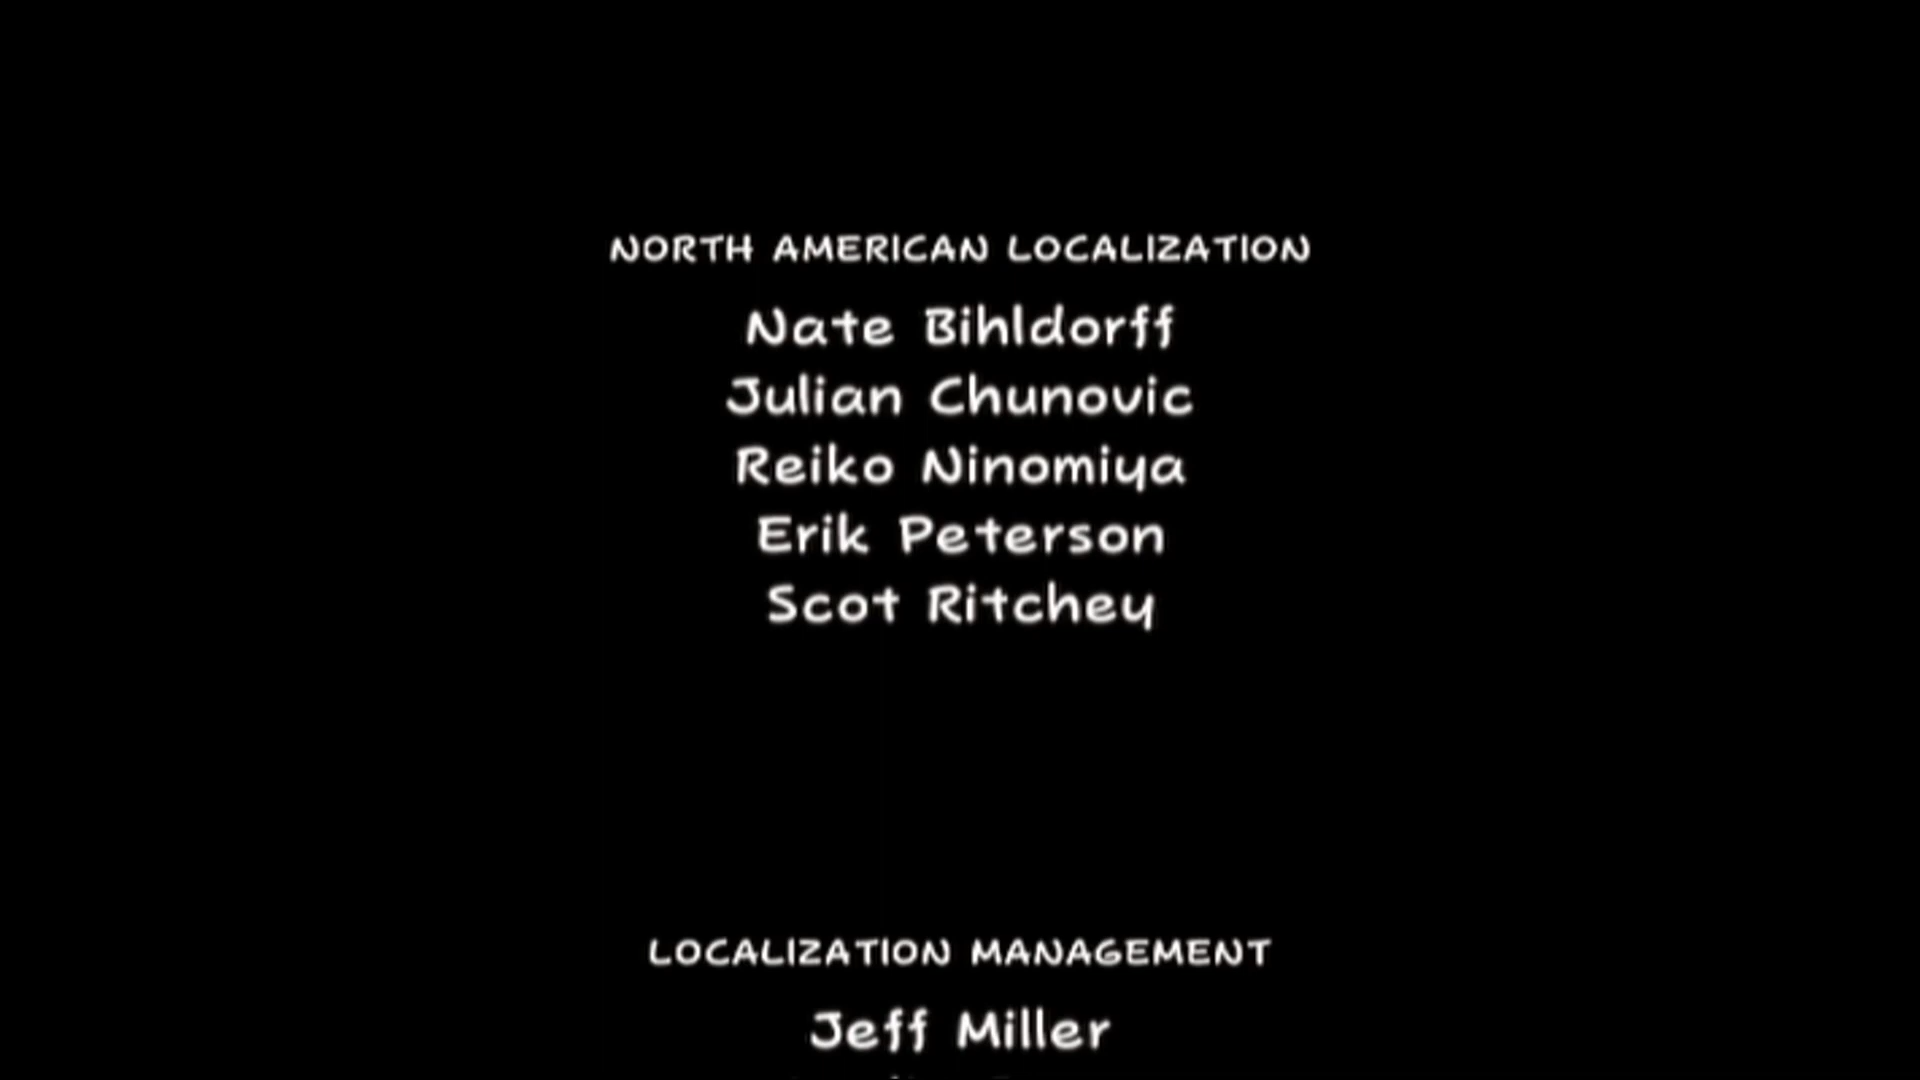 NORTH AMERICAN LOCALIZATION
Nate Bihldorff
Julian Chunovic
Reiko Ninomiya
Erik Peterson
Scot Ritchey
LOCALIZATION MANAGEMENT
Jeff Miller